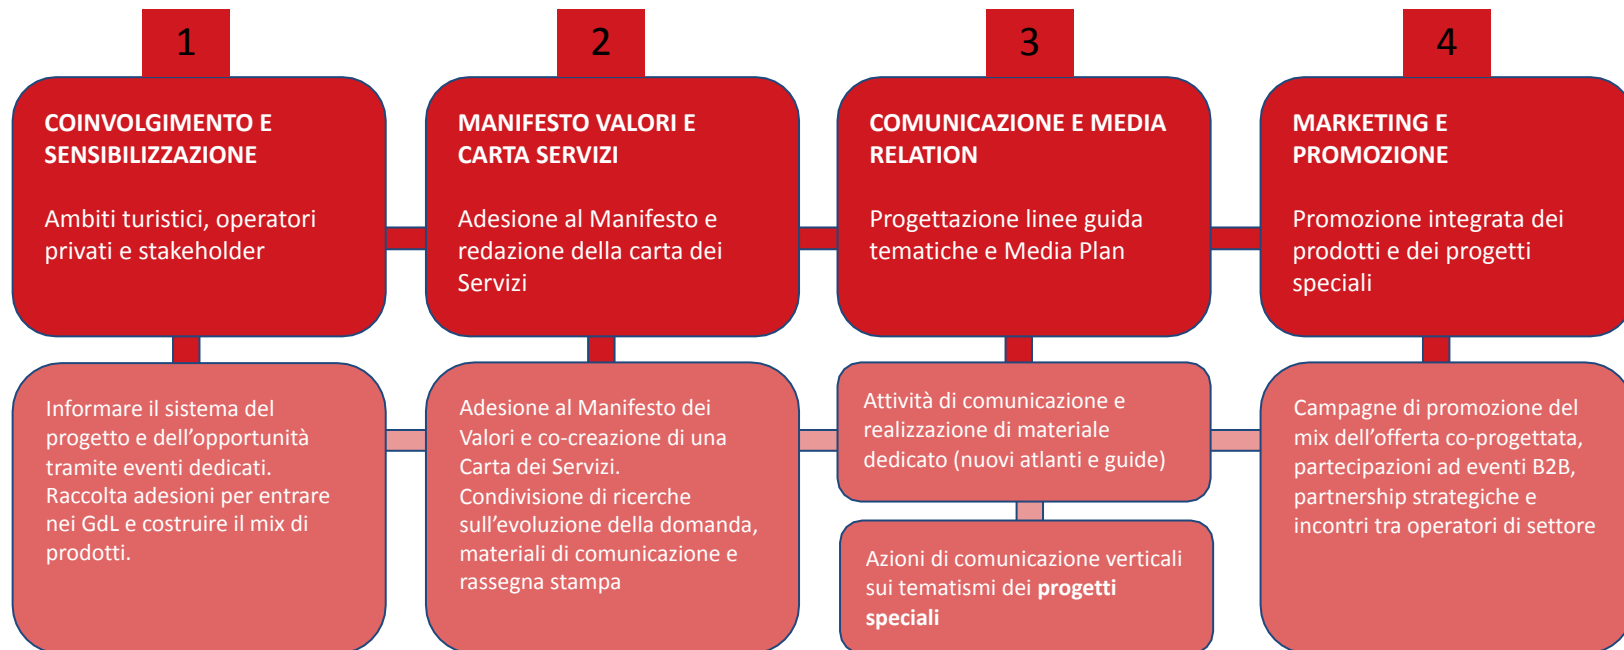 1
COINVOLGIMENTO E
SENSIBILIZZAZIONE
Ambiti turistici, operatori
privati e stakeholder
Informare il sistema del
progetto e dell'opportunità
tramite eventi dedicati.
Raccolta adesioni per entrare
nei GdL e costruire il mix di
prodotti.
2
MANIFESTO VALORI E
CARTA SERVIZI
Adesione al Manifesto e
redazione della carta dei
Servizi
Adesione al Manifesto dei
Valori e co-creazione di una
Carta dei Servizi.
Condivisione di ricerche
sull'evoluzione della domanda,
materiali di comunicazione e
rassegna stampa
3
COMUNICAZIONE E MEDIA
RELATION
Progettazione linee guida
tematiche e Media Plan
Attività di comunicazione e
realizzazione di materiale
dedicato (nuovi atlanti e guide)
Azioni di comunicazione verticali
sui tematismi dei progetti
speciali
4
MARKETING E
PROMOZIONE
Promozione integrata dei
prodotti e dei progetti
speciali
Campagne di promozione del
mix dell'offerta co-progettata,
partecipazioni ad eventi B2B,
partnership strategiche e
incontri tra operatori di settore